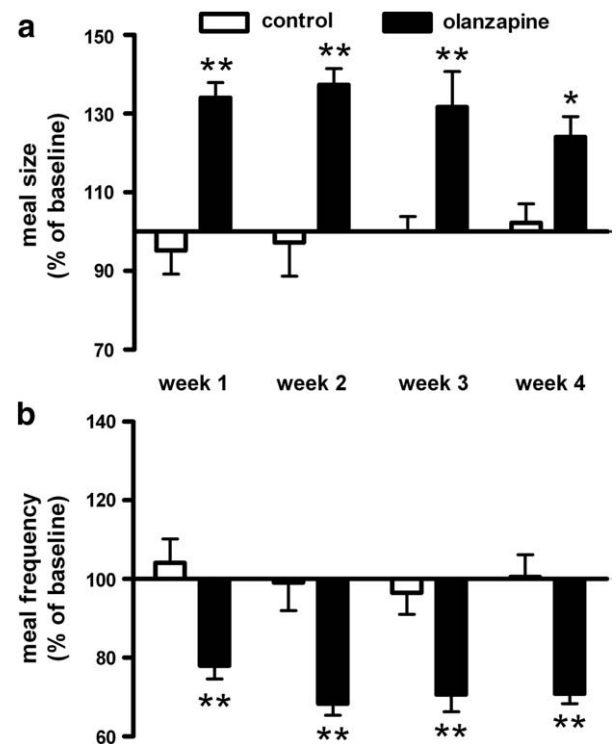 control olanzapine
a
meal size
(% of baseline)
150
130
110
90
70
** ** ** *
week 1 week 2 week 3 week 4
b
meal frequency
(% of baseline)
140
120
100
80
60
** ** ** **